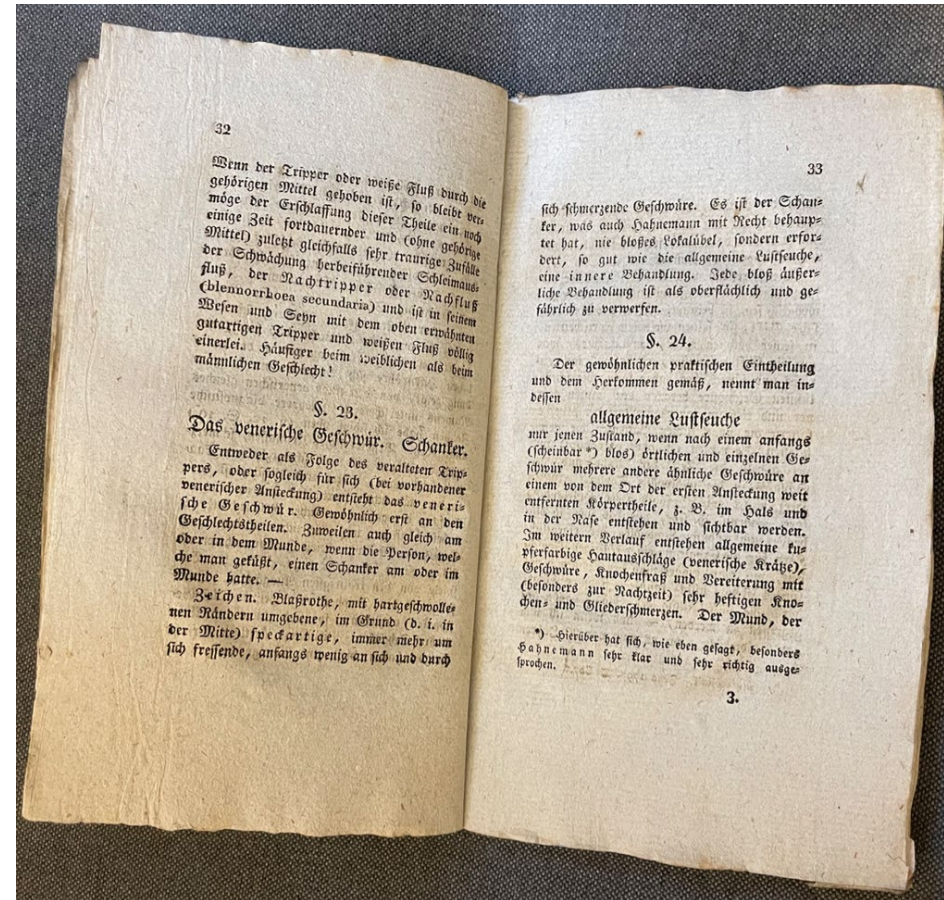 32
Wenn der Tripper oder weiße Fluß durch die
gehörigen Mittel gehoben ist, so bleibt ver-
möge der Erschlaffung dieser Theile ein noch
einige Zeit fortdauernder und (ohne gehörige
Mittel) zuletzt gleichfalls sehr traurige Zufälle
der Schwächung herbeiführender Schleimaus-
fluß, der Nachtripper oder Nachfluß
(blennorrhoea secundaria) und ist in seinem
Wesen und Seyn mit dem oben erwähnten
gutartigen Tripper und weißen Fluß völlig
einerlei. Häufiger beim weiblichen als beim
männlichen Geschlecht!
§. 23.
Das venerische Geschwür. Schanker.
Entweder als Folge des veralteten Trip-
pers, oder sogleich für sich (bei vorhandener
venerischer Ansteckung) entsteht das veneri-
sche Geschwür. Gewöhnlich erst an den
Geschlechtstheilen. Zuweilen auch gleich am
oder in dem Munde, wenn die Person, wel-
che man geküßt, einen Schanker am oder im
Munde hatte. —
Zeichen. Blaßrothe, mit hartgeschwolle-
nen Rändern umgebene, im Grund (d. i. in
der Mitte) speckartige, immer mehr um
sich fressende, anfangs wenig an sich und durch
33
sich schmerzende Geschwüre. Es ist der Schan-
ker, was auch Hahnemann mit Recht behaup-
tet hat, nie bloßes Lokalübel, sondern erfor-
dert, so gut wie die allgemeine Lustseuche,
eine innere Behandlung. Jede bloß äußer-
liche Behandlung ist als oberflächlich und ge-
fährlich zu verwerfen.
§. 24.
Der gewöhnlichen praktischen Eintheilung
und dem Herkommen gemäß, nennt man in-
dessen
allgemeine Lustseuche
nur jenen Zustand, wenn nach einem anfangs
(scheinbar *) blos) örtlichen und einzelnen Ge-
schwür mehrere andere ähnliche Geschwüre an
einem von dem Ort der ersten Ansteckung weit
entfernten Körpertheile, z. B. im Hals und
in der Nase entstehen und sichtbar werden.
Im weitern Verlauf entstehen allgemeine ku-
pferfarbige Hautausschläge (venerische Krätze),
Geschwüre, Knochenfraß und Vereiterung mit
(besonders zur Nachtzeit) sehr heftigen Kno-
chen- und Gliederschmerzen. Der Mund, der
*) Hierüber hat sich, wie eben gesagt, besonders
Hahnemann sehr klar und sehr richtig ausge-
sprochen.
3.